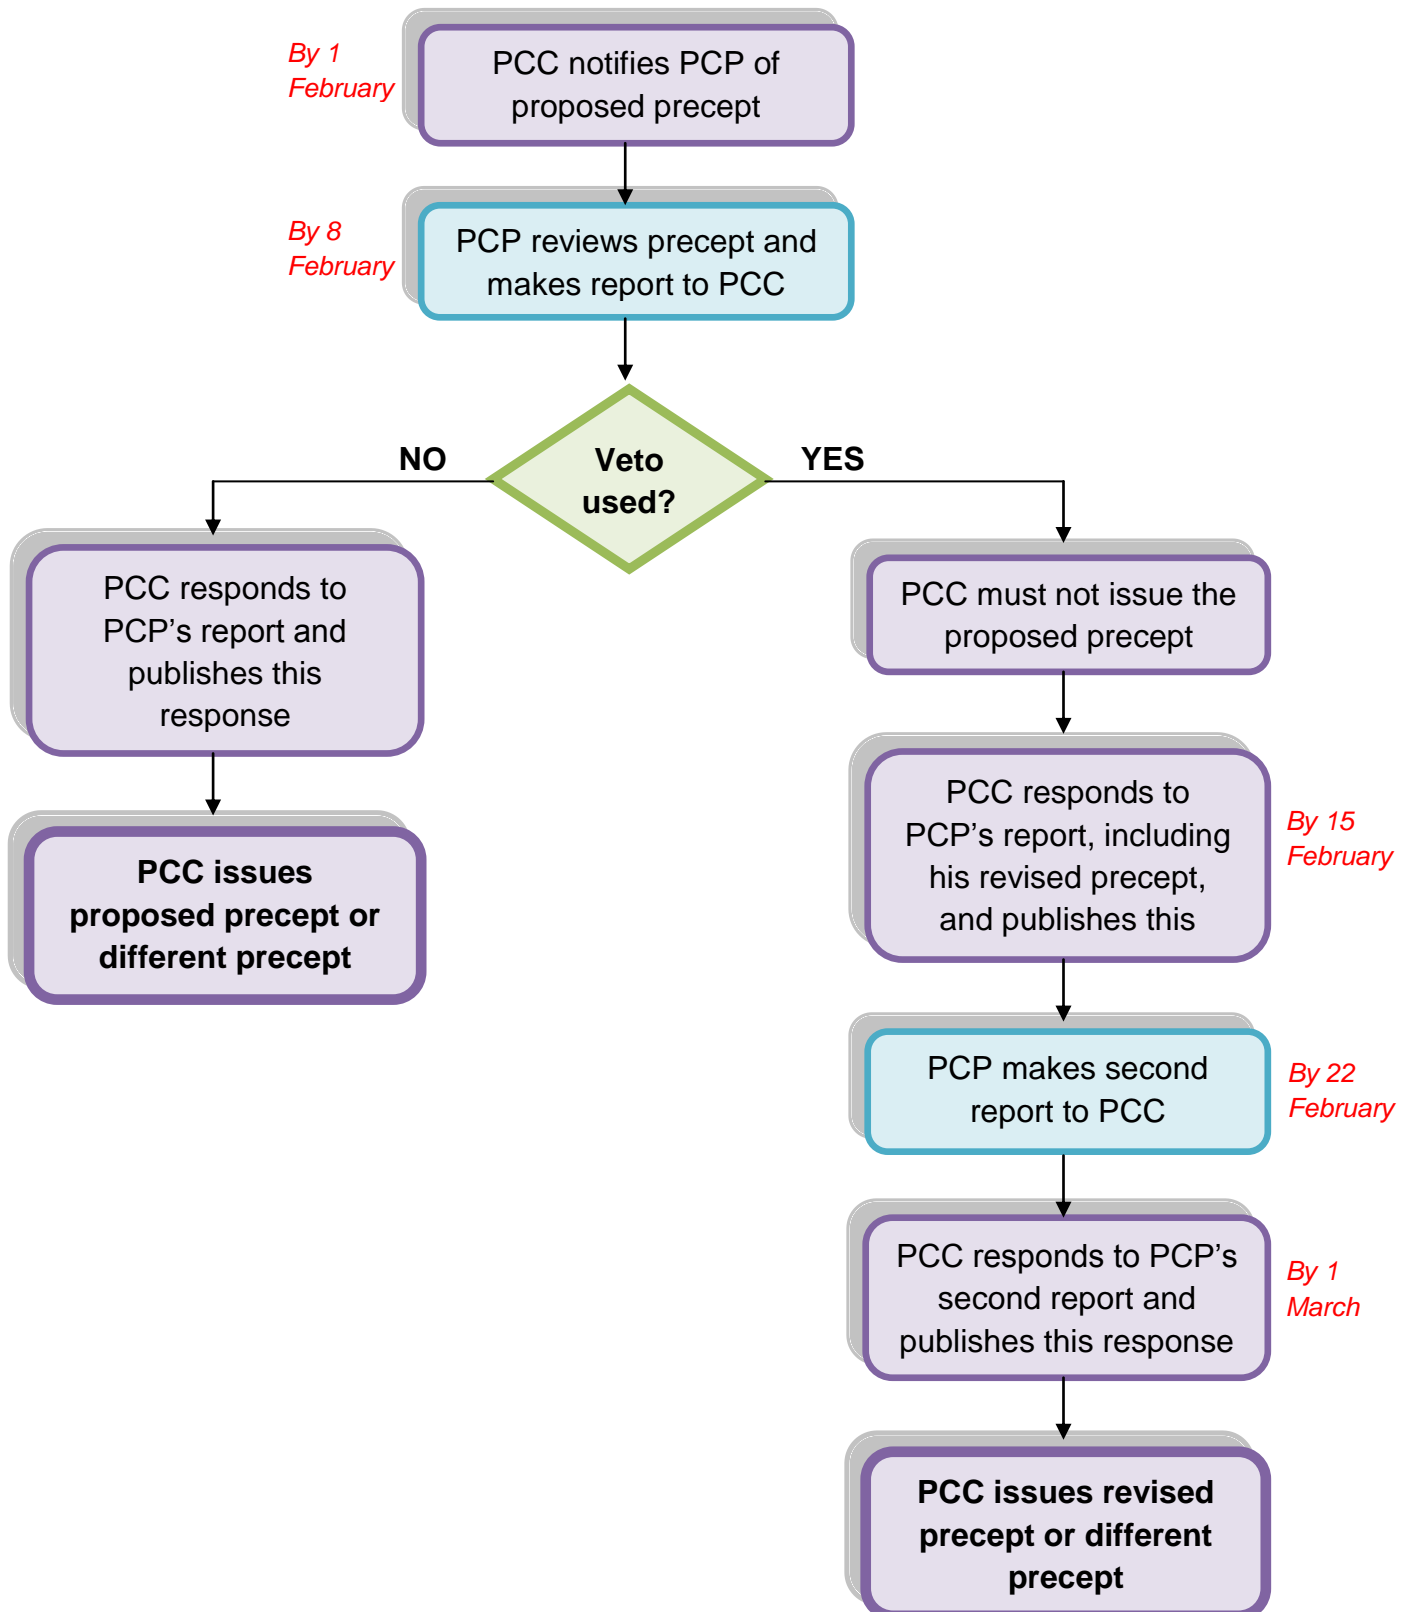 By 1
February
PCC notifies PCP of
proposed precept
By 8
February
PCP reviews precept and
makes report to PCC
NO
Veto
used?
YES
PCC responds to
PCP’s report and
publishes this
response
PCC issues
proposed precept or
different precept
PCC must not issue the
proposed precept
PCC responds to
PCP’s report, including
his revised precept,
and publishes this
By 15
February
PCP makes second
report to PCC
By 22
February
PCC responds to PCP’s
second report and
publishes this response
By 1
March
PCC issues revised
precept or different
precept